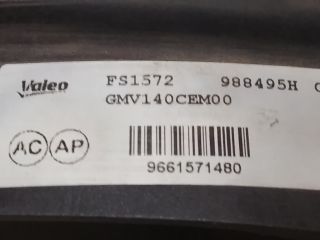 Valeo FS1572 988495H
GMV140CEM00
AC AP
9661571480